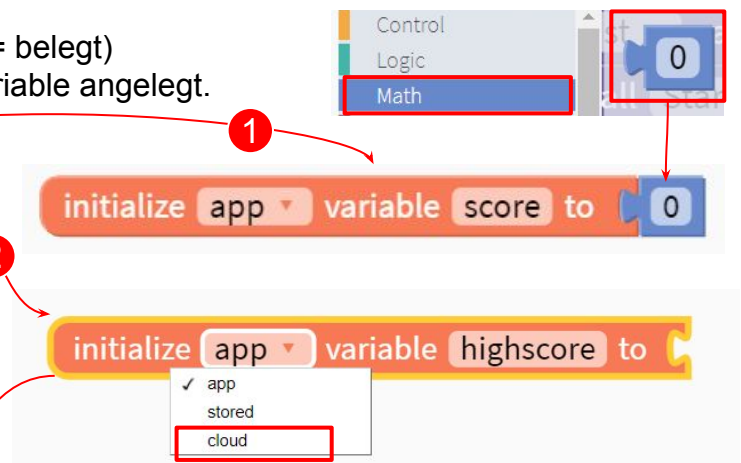 = belegt)
riable angelegt.
Control
Logic
Math
0
1
initialize app variable score to 0
initialize app variable highscore to
✓ app
stored
cloud